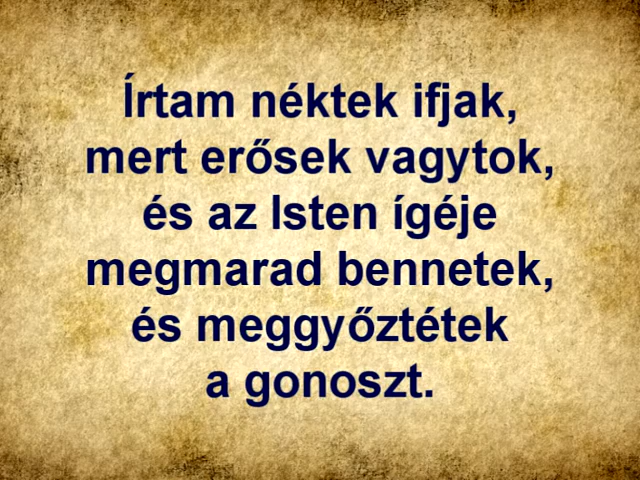 Írtam néktek ifjak,
mert erősek vagytok,
és az Isten ígéje
megmarad bennetek,
és meggyőztétek
a gonoszt.